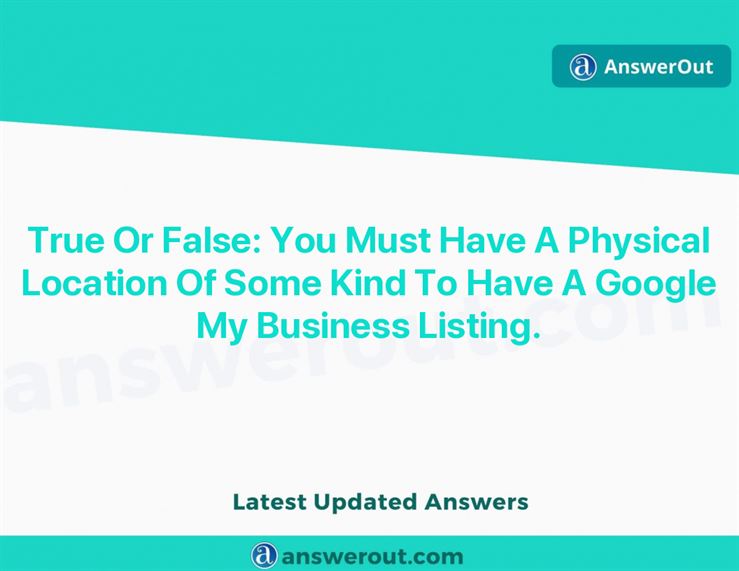 AnswerOut
True Or False: You Must Have A Physical
Location Of Some Kind To Have A Google
My Business Listing.
answerout.com
Latest Updated Answers
answerout.com